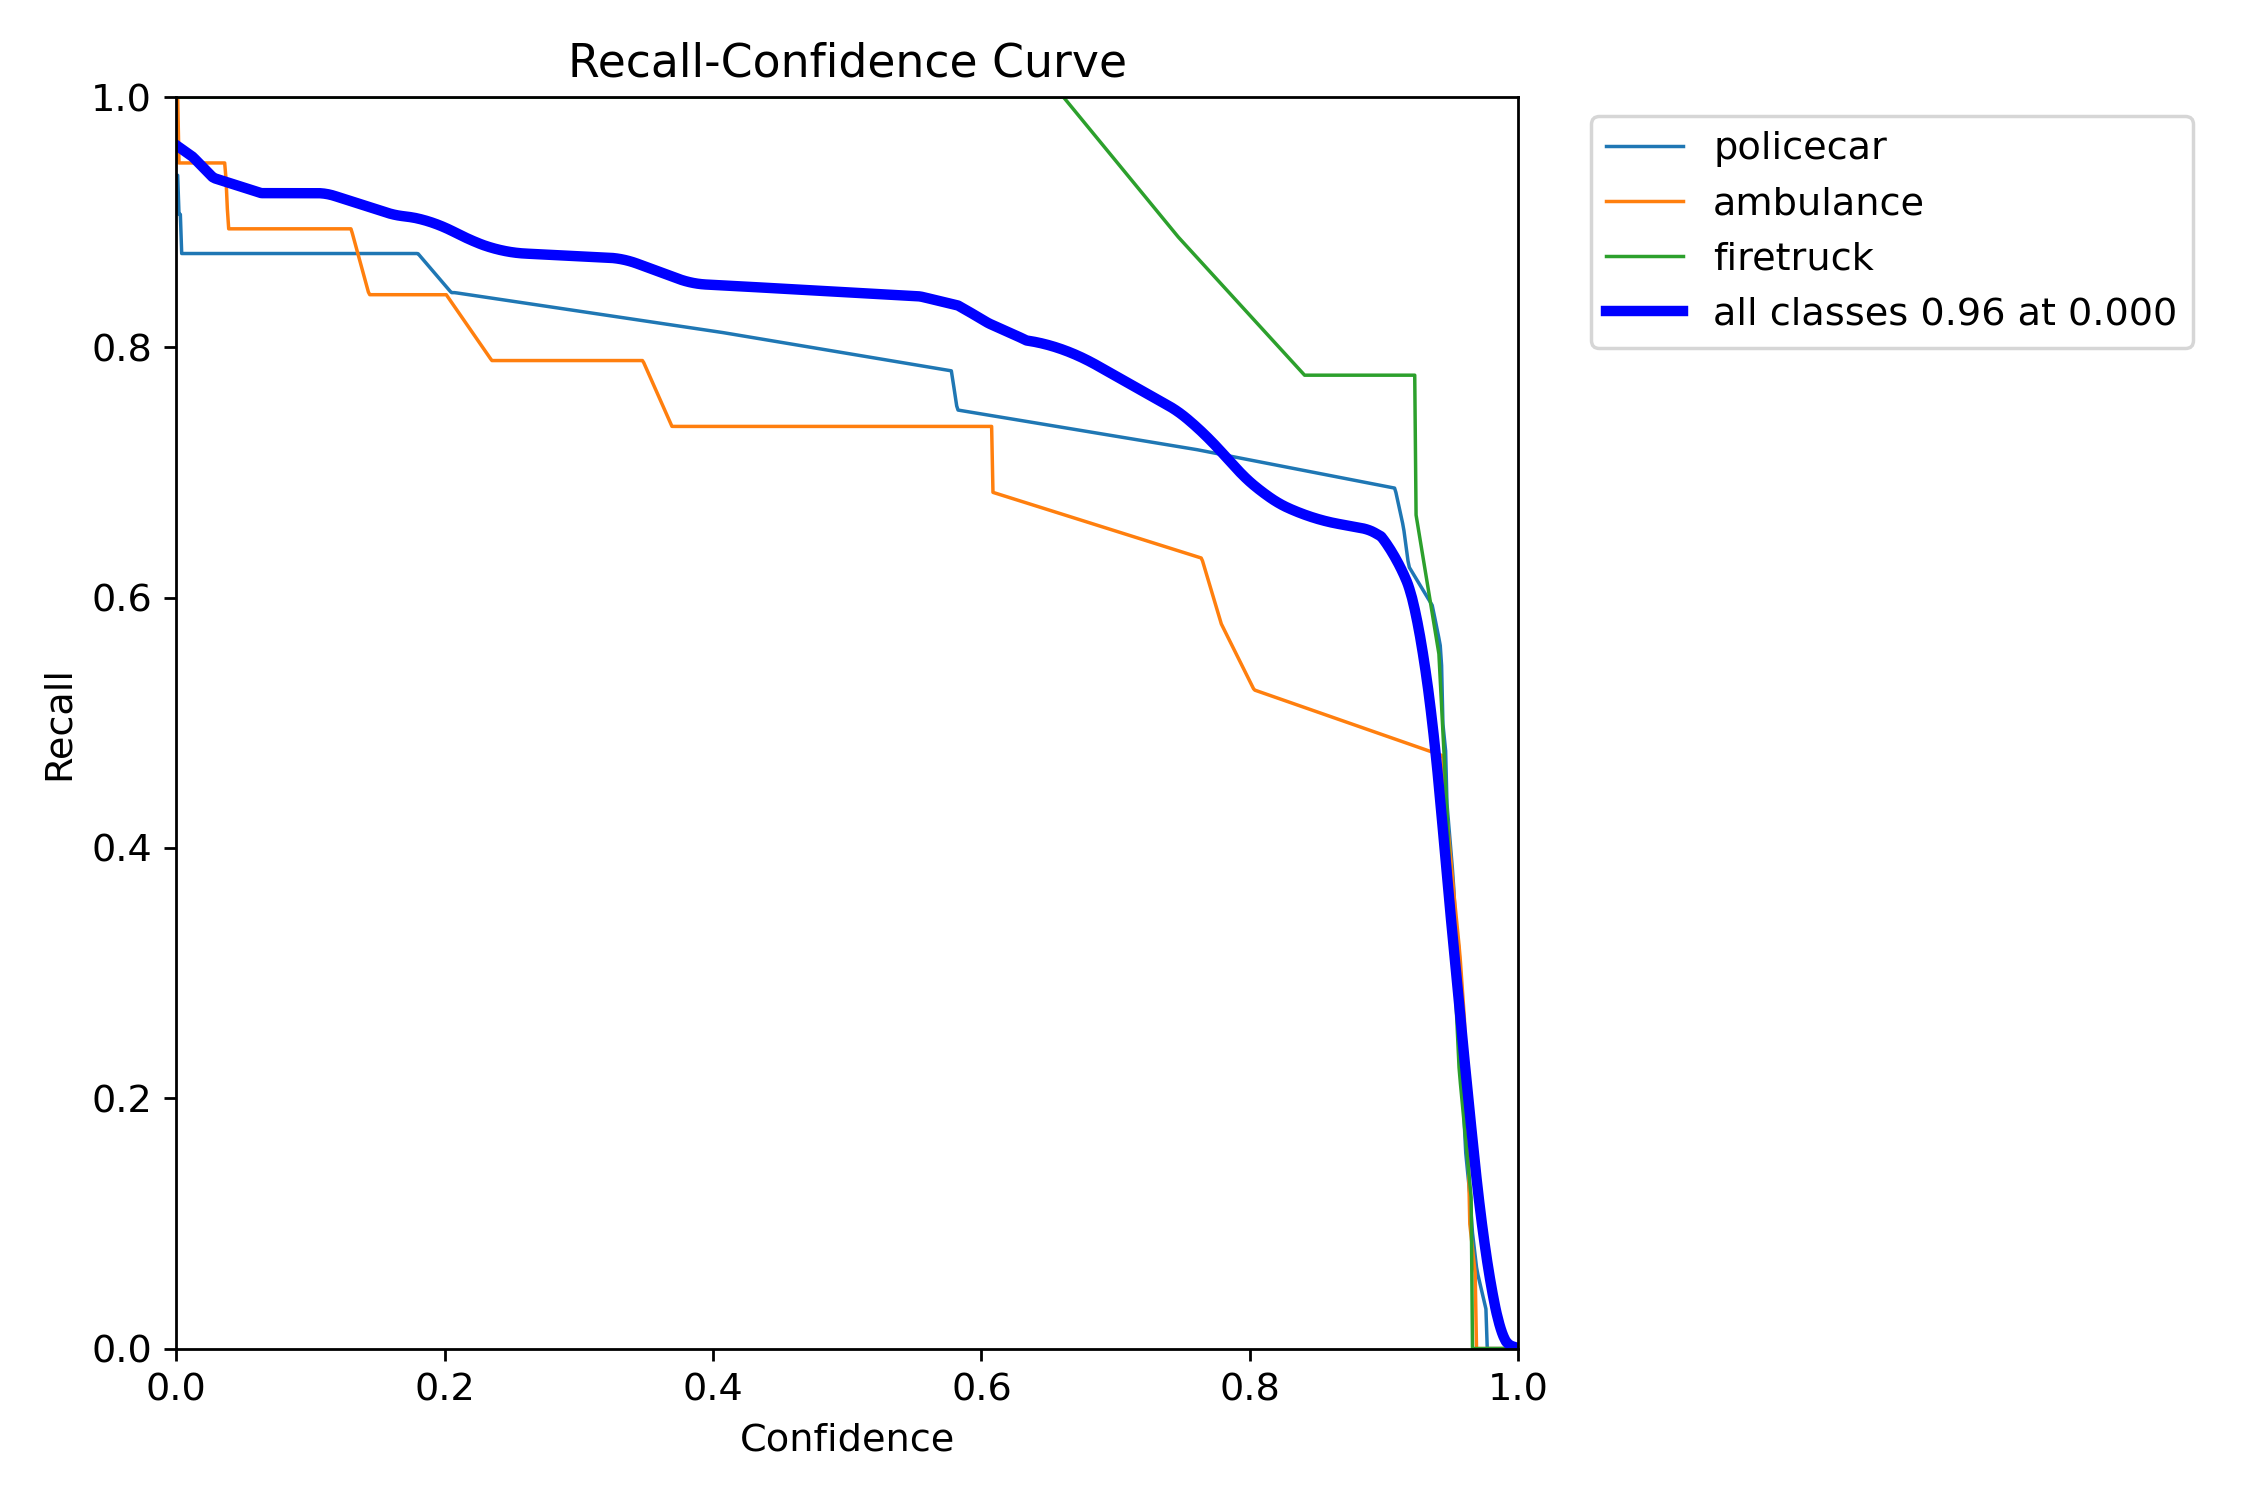 Recall-Confidence Curve
1.0
0.8
0.6
0.4
0.2
0.0
Recall
0.0 0.2 0.4 0.6 0.8 1.0
Confidence
policecar
ambulance
firetruck
all classes 0.96 at 0.000